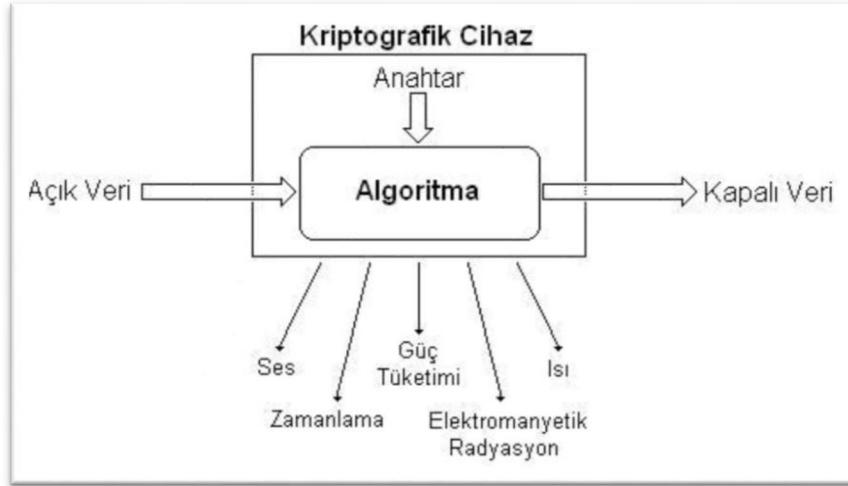 Kriptografik Cihaz
Anahtar
Açık Veri
Algoritma
Kapalı Veri
Ses
Güç
Tüketimi
Isı
Zamanlama
Elektromanyetik
Radyasyon